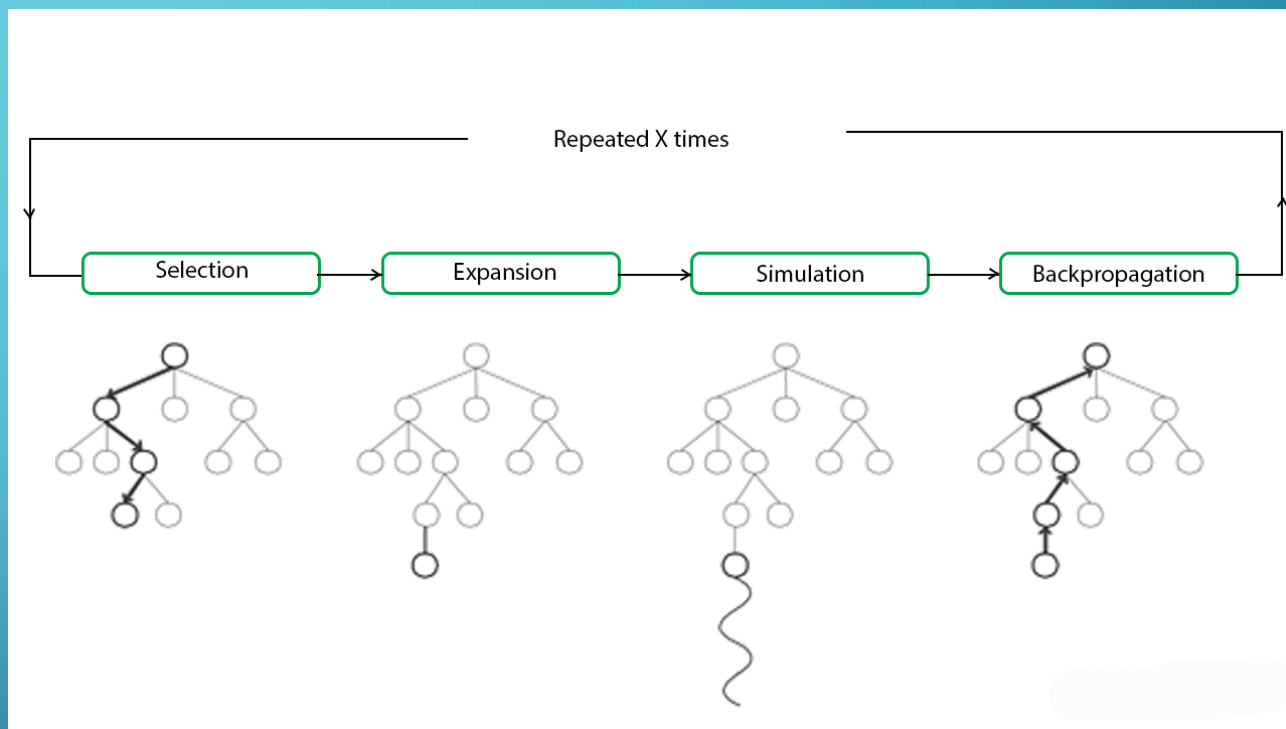 Repeated X times
Selection
Expansion
Simulation
Backpropagation